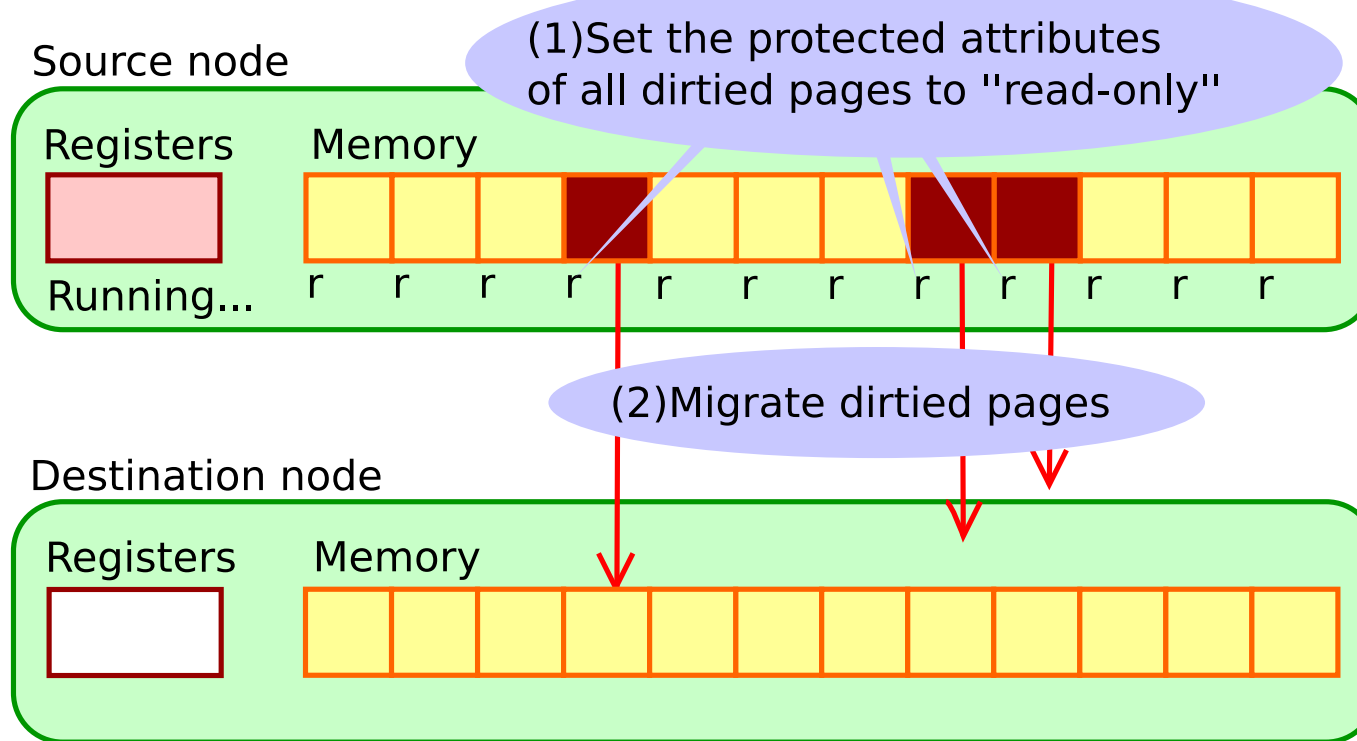 (1)Set the protected attributes
of all dirtied pages to "read-only"
Source node
Registers
Memory
r r r r r r r r r r r r
Running...
(2)Migrate dirtied pages
Destination node
Registers
Memory